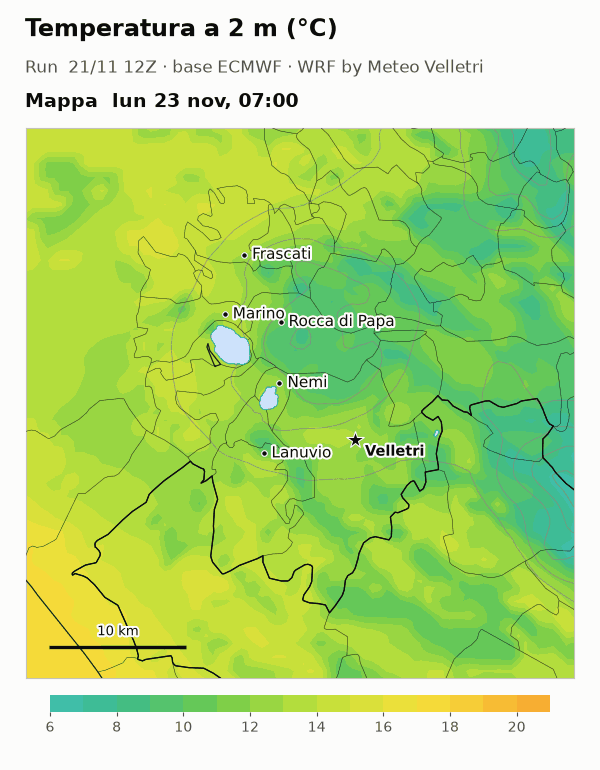 Temperatura a 2 m (°C)
Run  21/11 12Z · base ECMWF · WRF by Meteo Velletri
Mappa  lun 23 nov, 07:00
Frascati
Marino
Rocca di Papa
Nemi
Velletri
Lanuvio
10 km
6 8 10 12 14 16 18 20